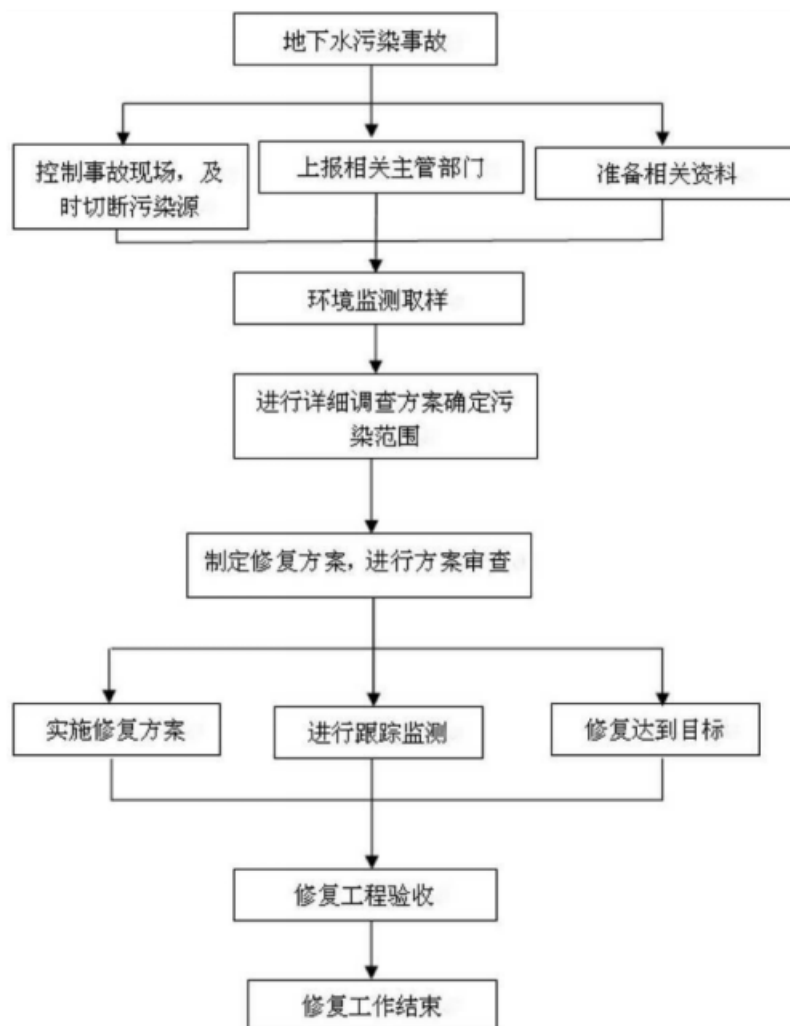 地下水污染事故
控制事故现场，及
时切断污染源
上报相关主管部门
准备相关资料
环境监测取样
进行详细调查方案确定污
染范围
制定修复方案，进行方案审查
实施修复方案
进行跟踪监测
修复达到目标
修复工程验收
修复工作结束